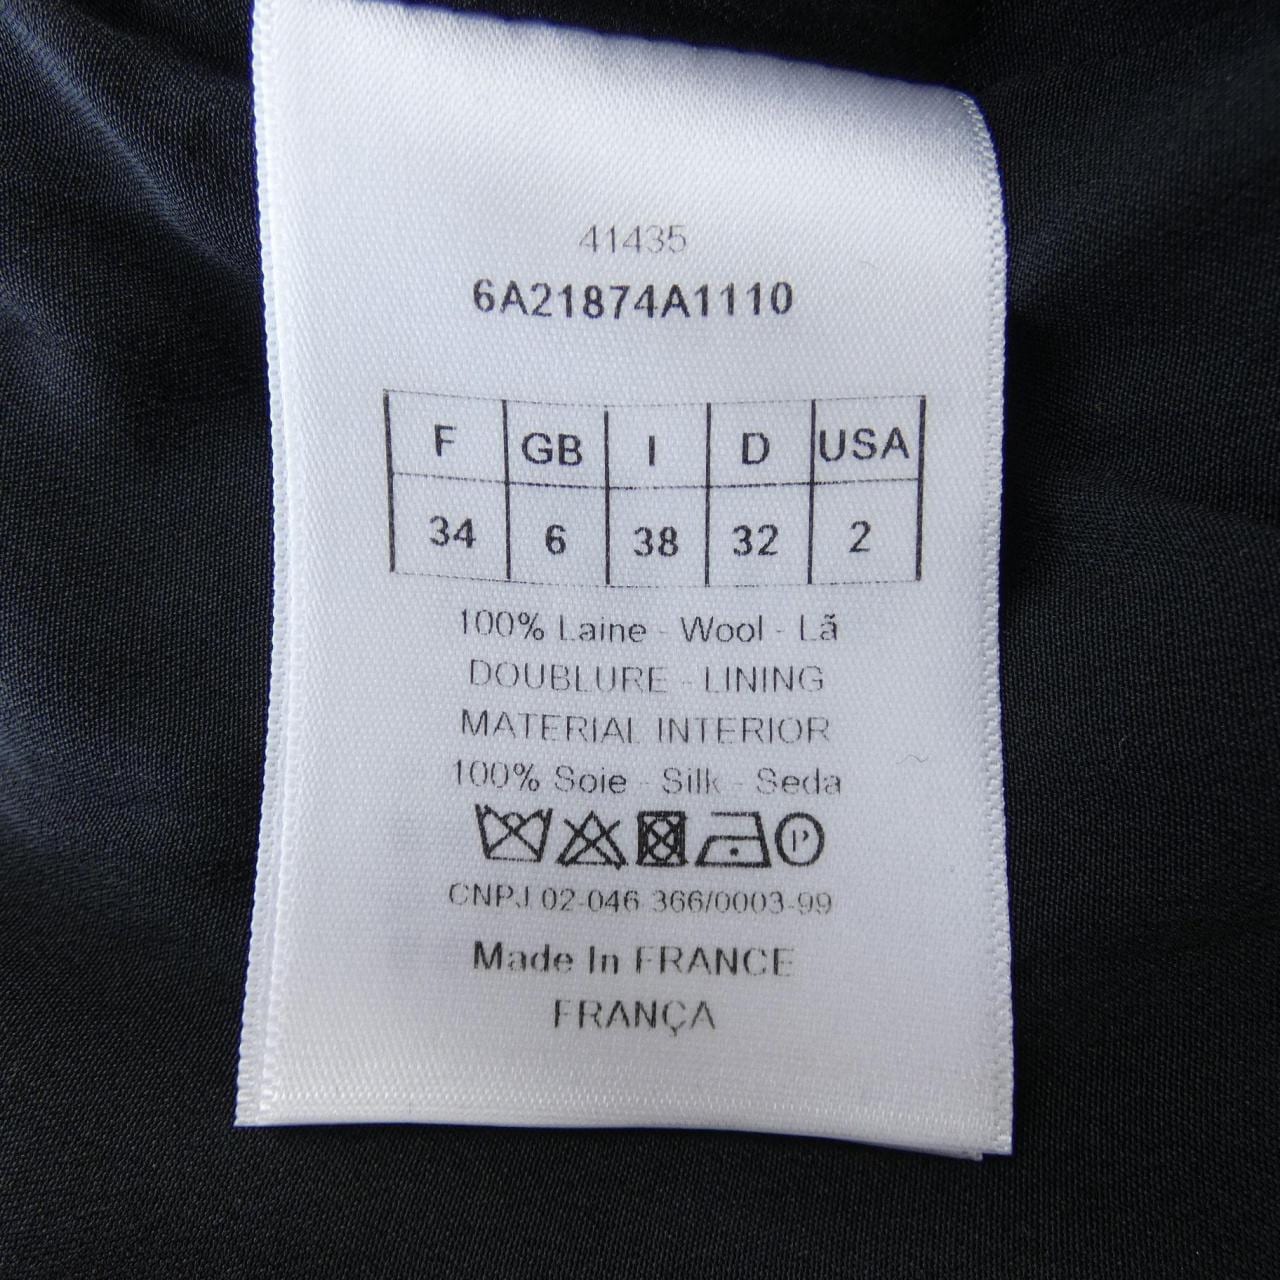 41435
6A21874A1110
F GB I D USA
34 6 38 32 2
100% Laine - Wool - Lã
DOUBLURE - LINING
MATERIAL INTERIOR
100% Soie - Silk - Seda
P
CNPJ 02-046 366/0003-99
Made In FRANCE
FRANÇA